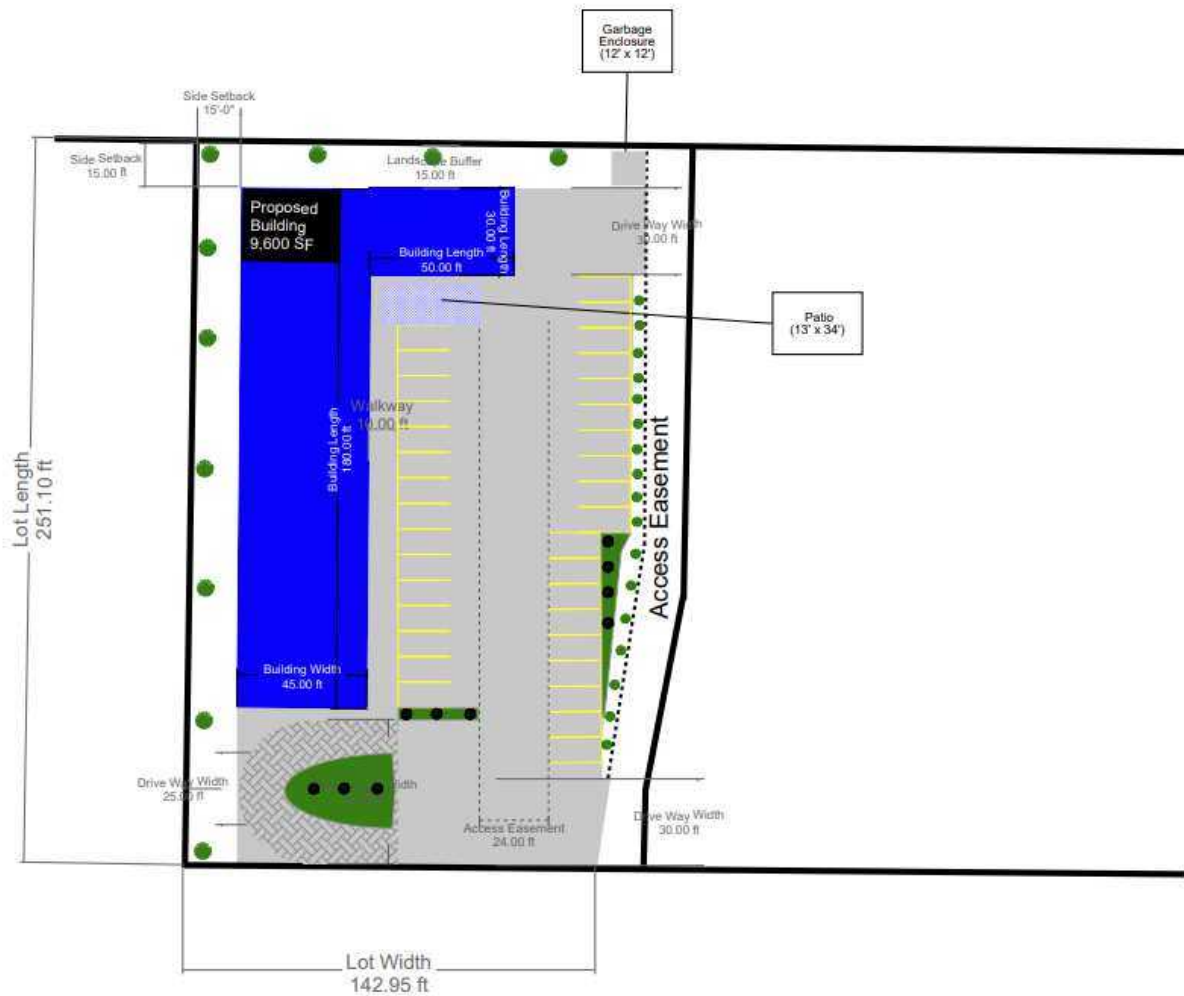 Garbage
Enclosure
(12' x 12')
Side Setback
15'-0"
Side Setback
15.00 ft
Landscape Buffer
15.00 ft
Proposed
Building
9,600 SF
Building Length
30.00 ft
Drive Way Width
30.00 ft
Building Length
50.00 ft
Patio
(13' x 34')
Walkway
10.00 ft
Building Length
180.00 ft
Access Easement
Lot Length
251.10 ft
Building Width
45.00 ft
Drive Way Width
25.00 ft
Width
Access Easement
24.00 ft
Drive Way Width
30.00 ft
Lot Width
142.95 ft